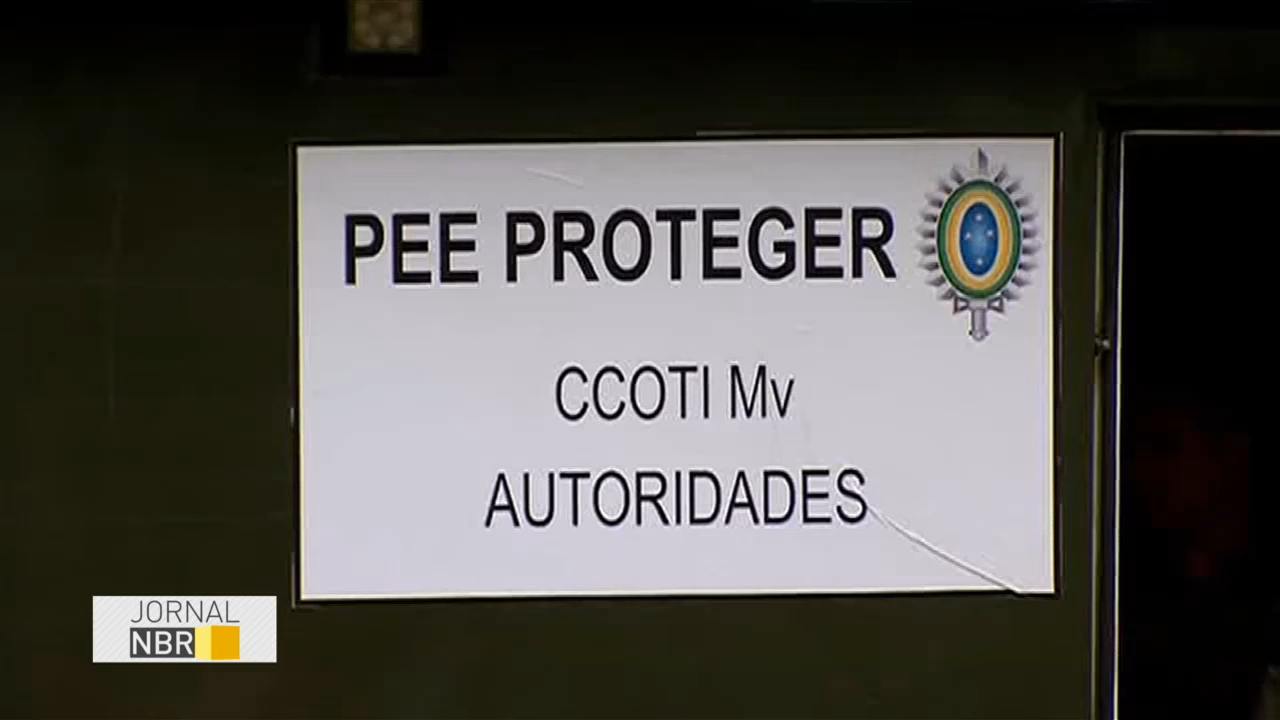 PEE PROTEGER
CCOTI Mv
AUTORIDADES
JORNAL
NBR